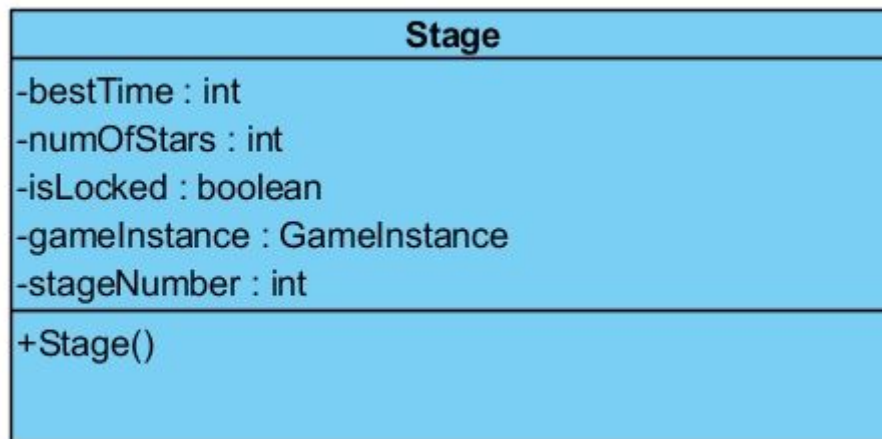 Stage
-bestTime : int
-numOfStars : int
-isLocked : boolean
-gameInstance : GameInstance
-stageNumber : int
+Stage()